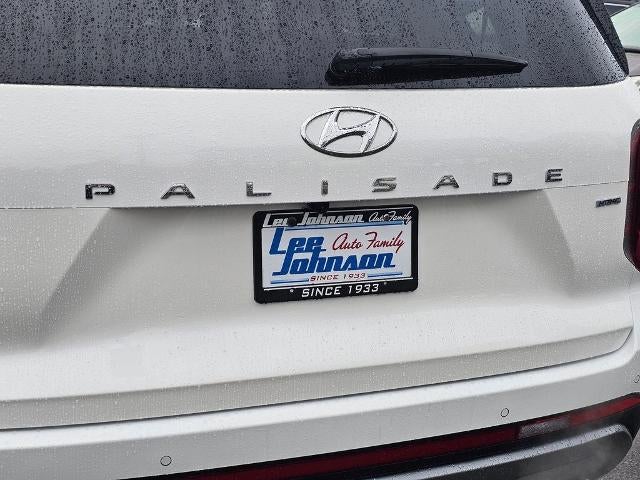 PALISADE
Lee Johnson Auto Family
Lee Auto Family
Johnson
SINCE 1933
SINCE 1933